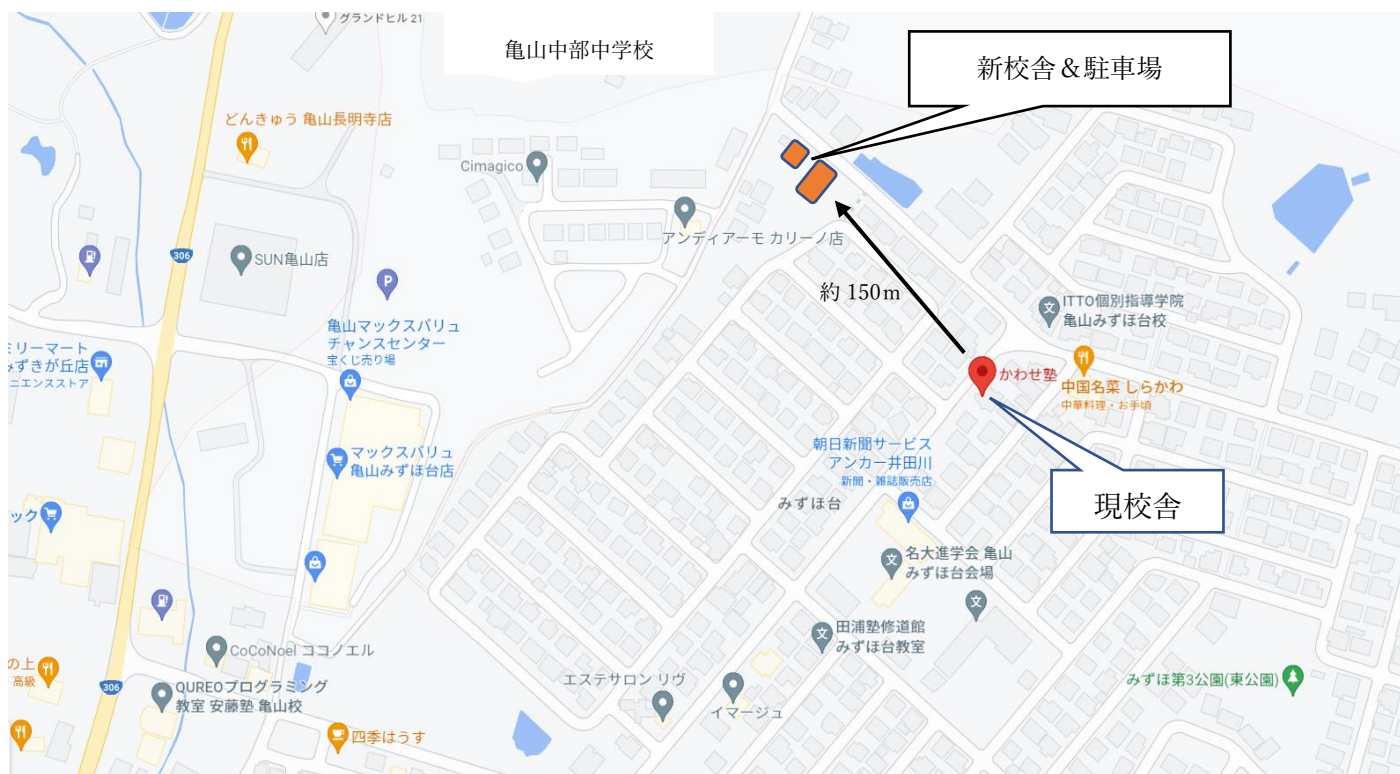 グランドヒル 21
亀山中部中学校
新校舎&駐車場
どんきゅう 亀山長明寺店
Cimagico
アンディアーモ カリーノ店
306
SUN亀山店
P
約 150m
ITTO個別指導学院
亀山みずほ台校
亀山マックスバリュ
チャンスセンター
宝くじ売り場
ミリーマート
みずきが丘店
ニエンスストア
かわせ塾
中国名菜 しらかわ
中華料理・お手頃
朝日新聞サービス
アンカー井田川
新聞・雑誌販売店
マックスバリュ
亀山みずほ台店
みずほ台
現校舎
ック
文
名大進学会 亀山
みずほ台会場
文
田浦塾修道館
みずほ台教室
文
文
CoCoNoel ココノエル
の上
高級
306
QUREOプログラミング
教室 安藤塾 亀山校
エステサロン リヴ
イマージュ
みずほ第3公園(東公園)
四季はうす